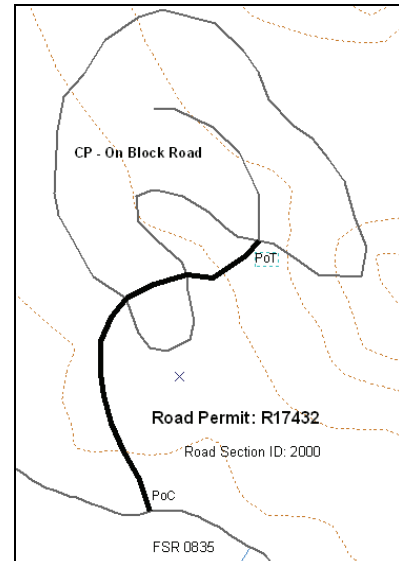 CP - On Block Road
PoT
Road Permit: R17432
Road Section ID: 2000
PoC
FSR 0835